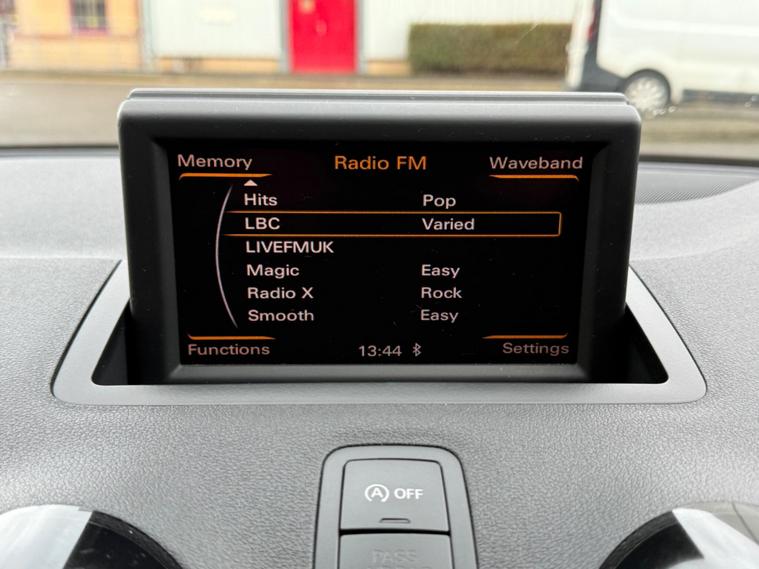 Memory Radio FM Waveband
Hits Pop
LBC Varied
LIVEFMUK
Magic Easy
Radio X Rock
Smooth Easy
Functions 13:44 Settings
A OFF
PASS